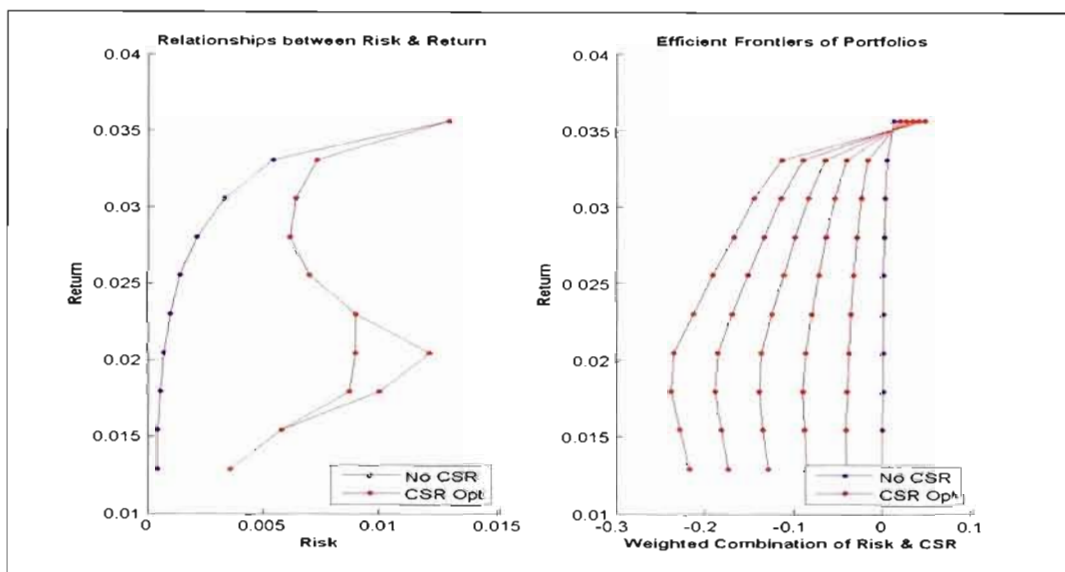 Relationships between Risk & Return
0.04
0.035
0.03
0.025
0.02
0.015
0.01
0
0.005
0.01
0.015
Return
Risk
No CSR
CSR Opt
Efficient Frontiers of Portfolios
0.04
0.035
0.03
0.025
0.02
0.015
0.01
-0.3
-0.2
-0.1
0
0.1
Return
Weighted Combination of Risk & CSR
No CSR
CSR Opt